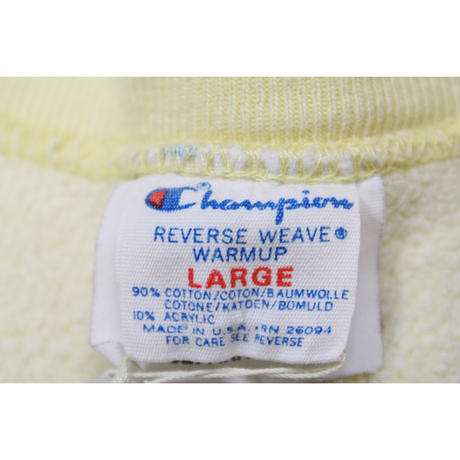 Champion
REVERSE WEAVE®
WARMUP
LARGE
90% COTTON/COTON/BAUMWOLLE
COTONE/KATOEN/BOMULD
10% ACRYLIC
MADE IN U.S.A. RN 26094
FOR CARE SEE REVERSE